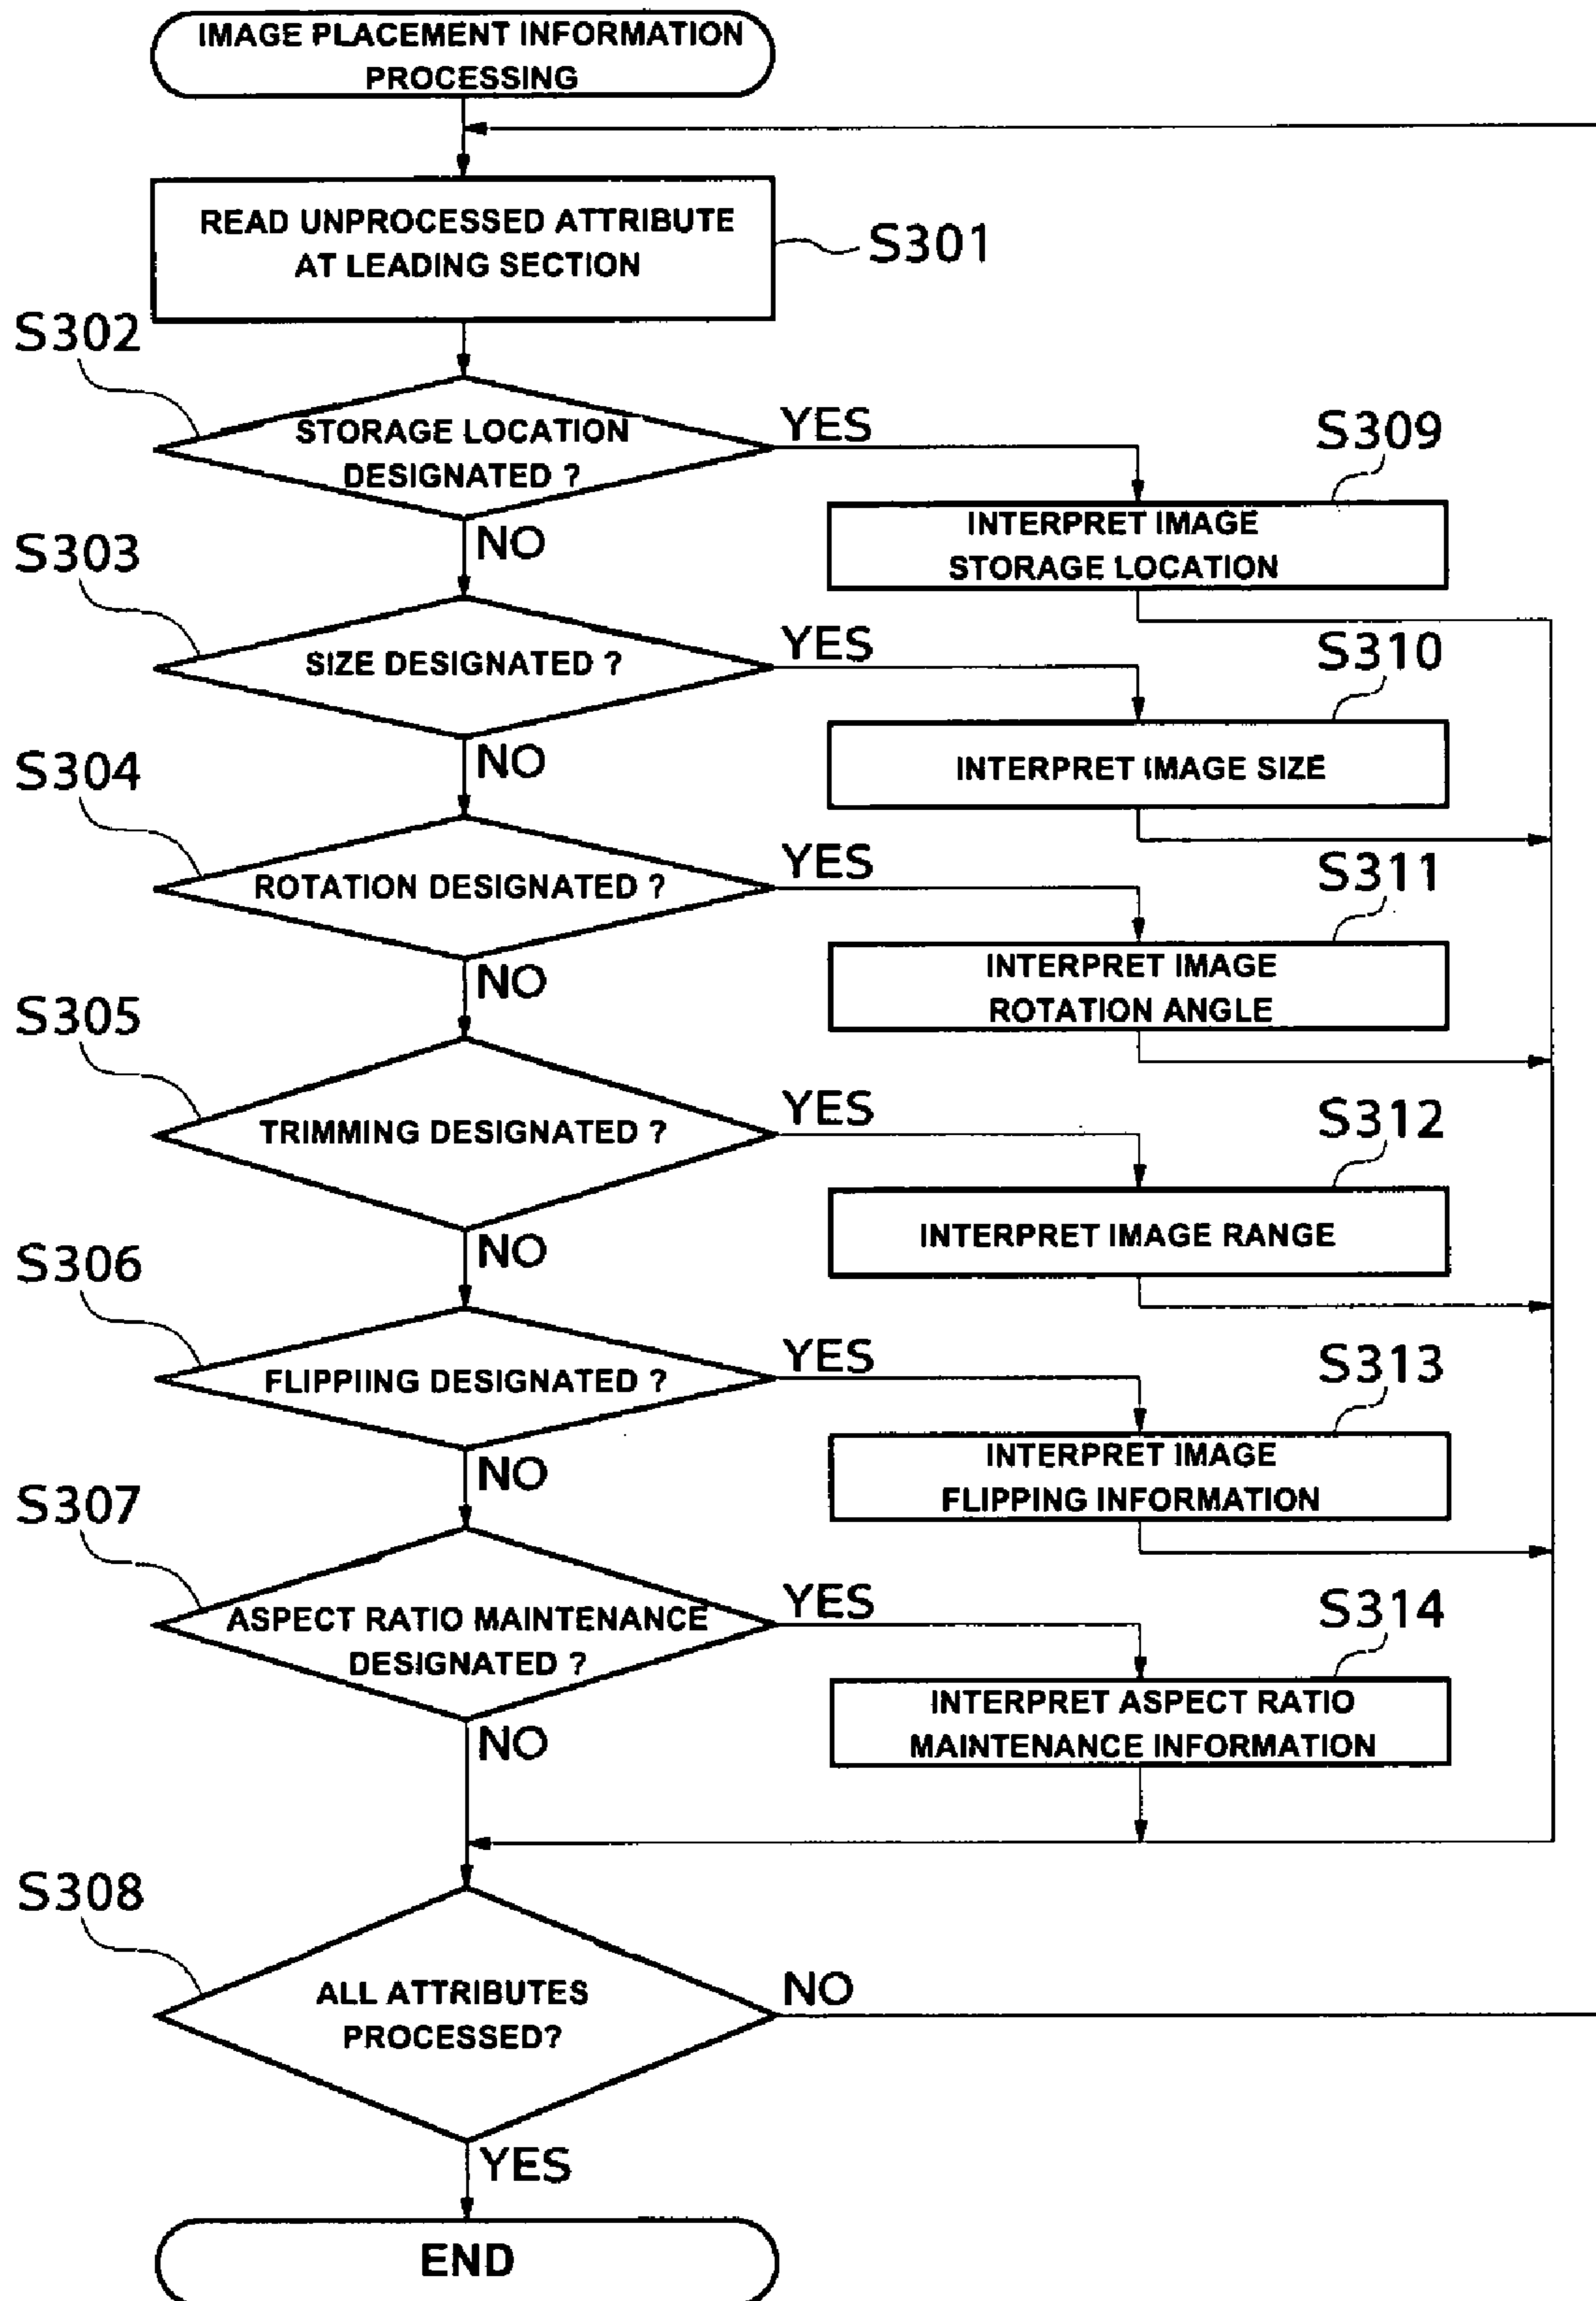 IMAGE PLACEMENT INFORMATION
PROCESSING
READ UNPROCESSED ATTRIBUTE
AT LEADING SECTION
S301
S302
STORAGE LOCATION
DESIGNATED ?
YES
NO
S309
INTERPRET IMAGE
STORAGE LOCATION
S303
SIZE DESIGNATED ?
YES
NO
S310
INTERPRET IMAGE SIZE
S304
ROTATION DESIGNATED ?
YES
NO
S311
INTERPRET IMAGE
ROTATION ANGLE
S305
TRIMMING DESIGNATED ?
YES
NO
S312
INTERPRET IMAGE RANGE
S306
FLIPPIING DESIGNATED ?
YES
NO
S313
INTERPRET IMAGE
FLIPPING INFORMATION
S307
ASPECT RATIO MAINTENANCE
DESIGNATED ?
YES
NO
S314
INTERPRET ASPECT RATIO
MAINTENANCE INFORMATION
S308
ALL ATTRIBUTES
PROCESSED?
NO
YES
END